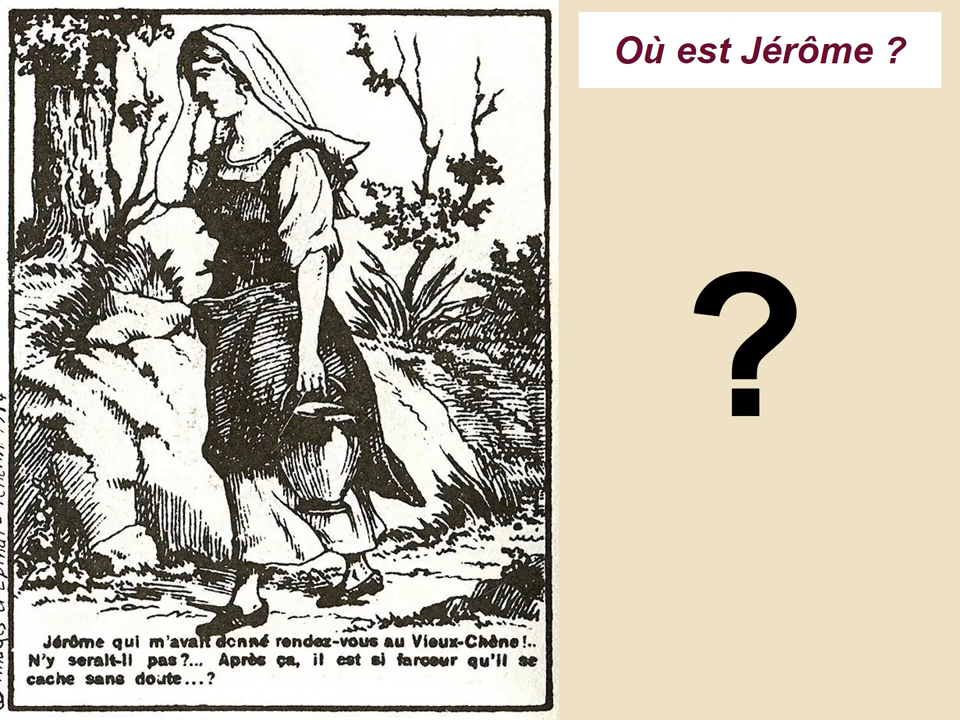 Où est Jérôme ?
?
Jérôme qui m'avait donné rendez-vous au Vieux-Chêne!..
N'y serait-il pas?... Après ça, il est si farceur qu'il se
cache sans doute...?